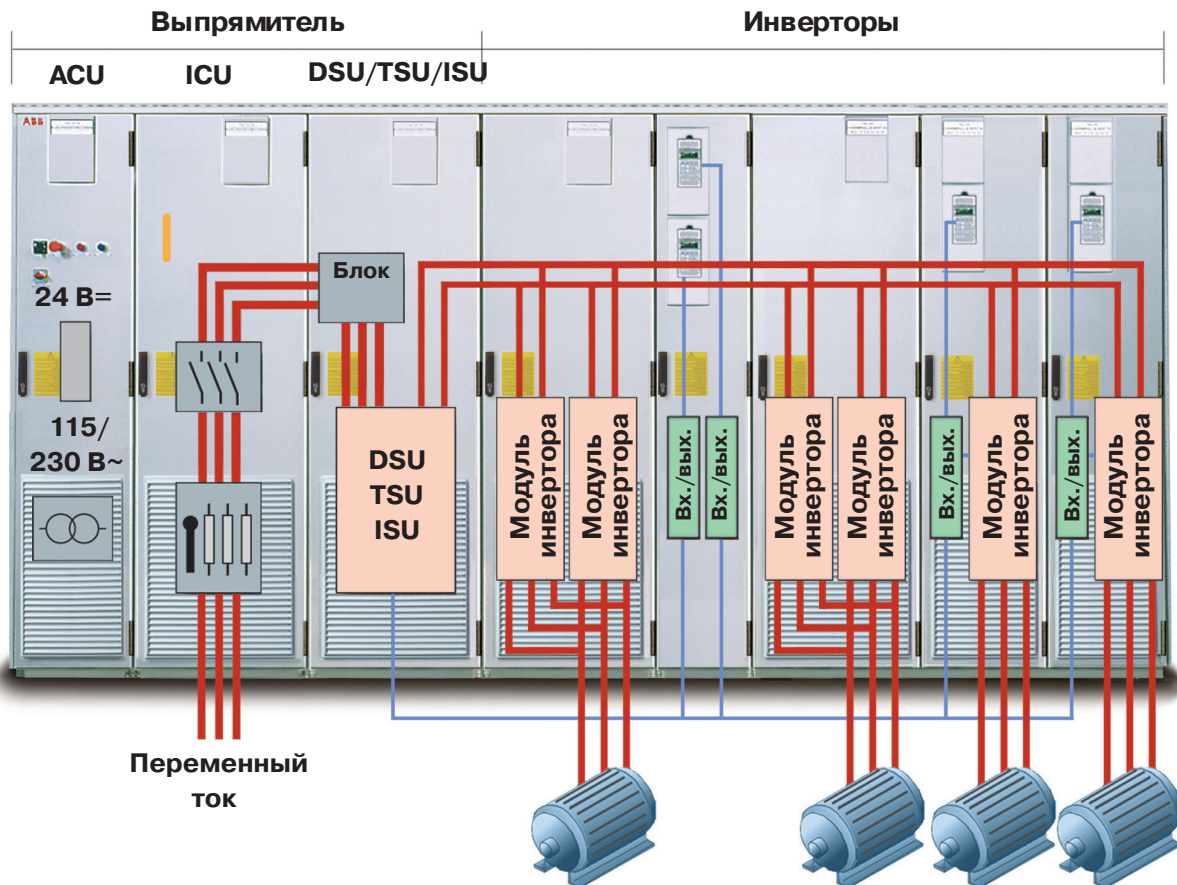 Выпрямитель
Инверторы
ACU
ICU
DSU/TSU/ISU
ABB
Блок
24 В=
115/
230 В~
DSU
TSU
ISU
Модуль
инвертора
Модуль
инвертора
Вх./вых.
Вх./вых.
Модуль
инвертора
Модуль
инвертора
Вх./вых.
Модуль
инвертора
Вх./вых.
Модуль
инвертора
Переменный
ток